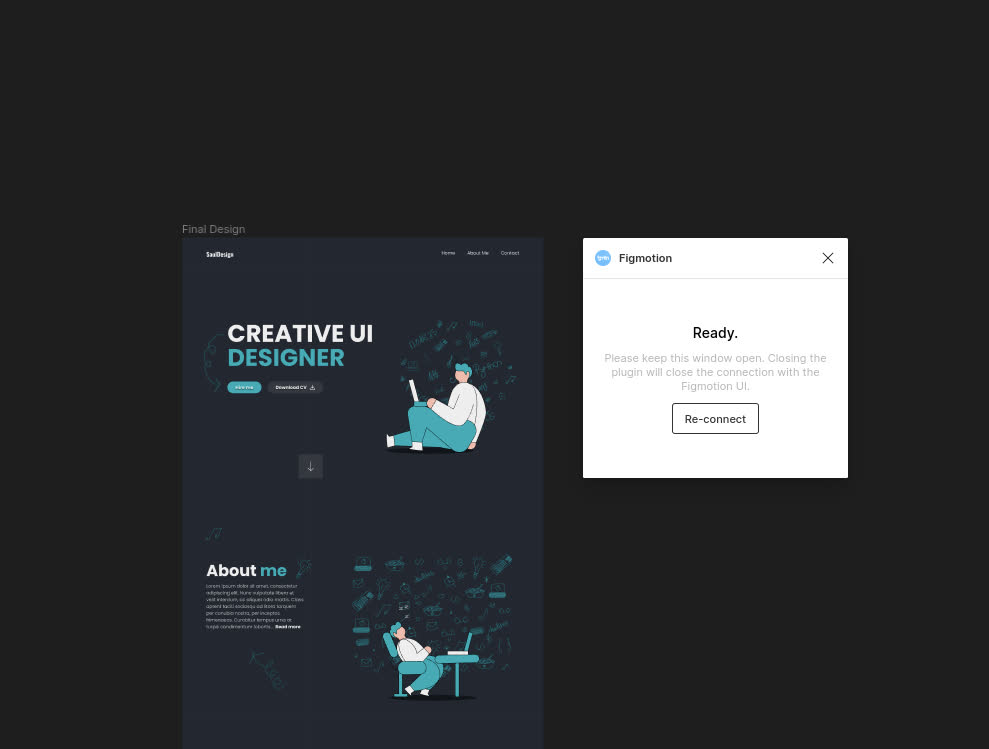 Final Design
SoulDesign
Home About Me Contact
CREATIVE UI
DESIGNER
Hire me Download CV
About me
Lorem ipsum dolor sit amet, consectetur
adipiscing elit. Nunc vulputate libero et
velit interdum, ac aliquet odio mattis. Class
aptent taciti sociosqu ad litora torquent
per conubia nostra, per inceptos
himenaeos. Curabitur tempus urna at
turpis condimentum lobortis. Read more
Figmotion
Ready.
Please keep this window open. Closing the
plugin will close the connection with the
Figmotion UI.
Re-connect